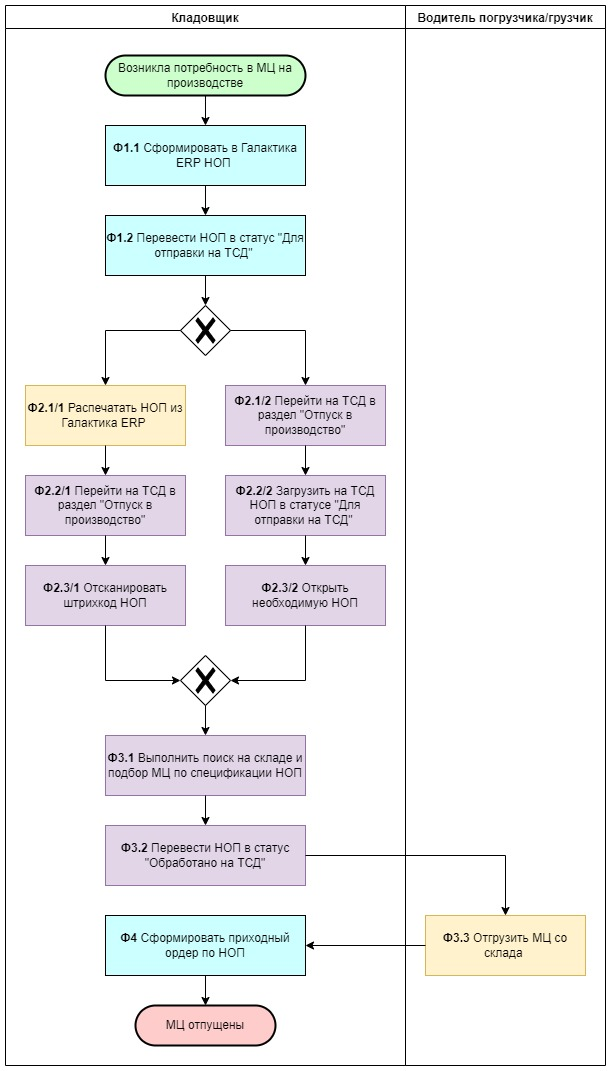 Кладовщик
Водитель погрузчика/грузчик
Возникла потребность в МЦ на
производстве
Ф1.1 Сформировать в Галактика
ERP НОП
Ф1.2 Перевести НОП в статус "Для
отправки на ТСД"
Ф2.1/1 Распечатать НОП из
Галактика ERP
Ф2.1/2 Перейти на ТСД в
раздел "Отпуск в
производство"
Ф2.2/1 Перейти на ТСД в
раздел "Отпуск в
производство"
Ф2.2/2 Загрузить на ТСД
НОП в статусе "Для
отправки на ТСД"
Ф2.3/1 Отсканировать
штрихкод НОП
Ф2.3/2 Открыть
необходимую НОП
Ф3.1 Выполнить поиск на складе и
подбор МЦ по спецификации НОП
Ф3.2 Перевести НОП в статус
"Обработано на ТСД"
Ф4 Сформировать приходный
ордер по НОП
Ф3.3 Отгрузить МЦ со
склада
МЦ отпущены